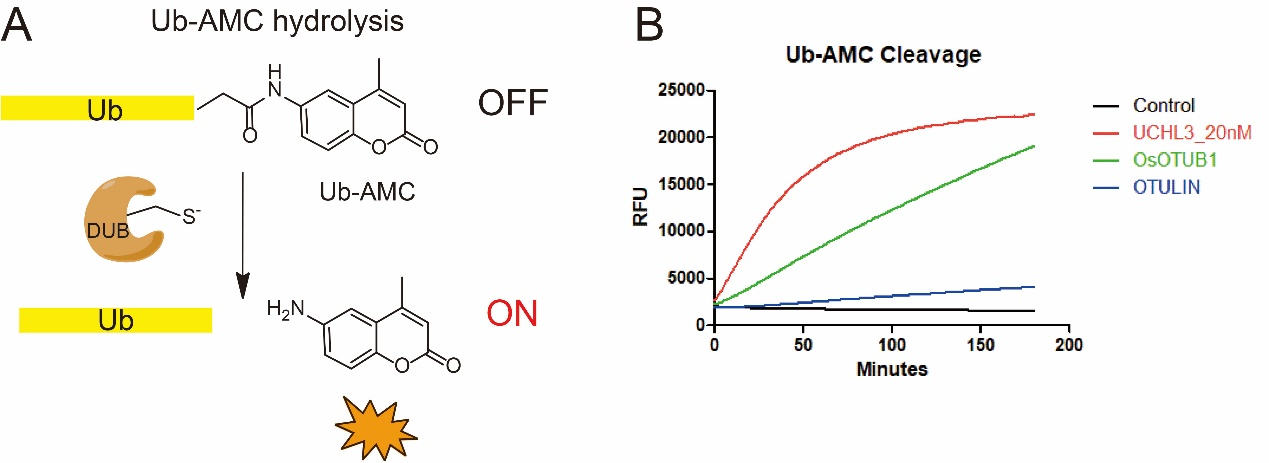 A
Ub-AMC hydrolysis
Ub
H
N
O
O
O
OFF
Ub-AMC
DUB
S-
Ub
H2N
O
O
ON
B
Ub-AMC Cleavage
25000
20000
15000
10000
5000
0
RFU
0 50 100 150 200
Minutes
Control
UCHL3_20nM
OsOTUB1
OTULIN